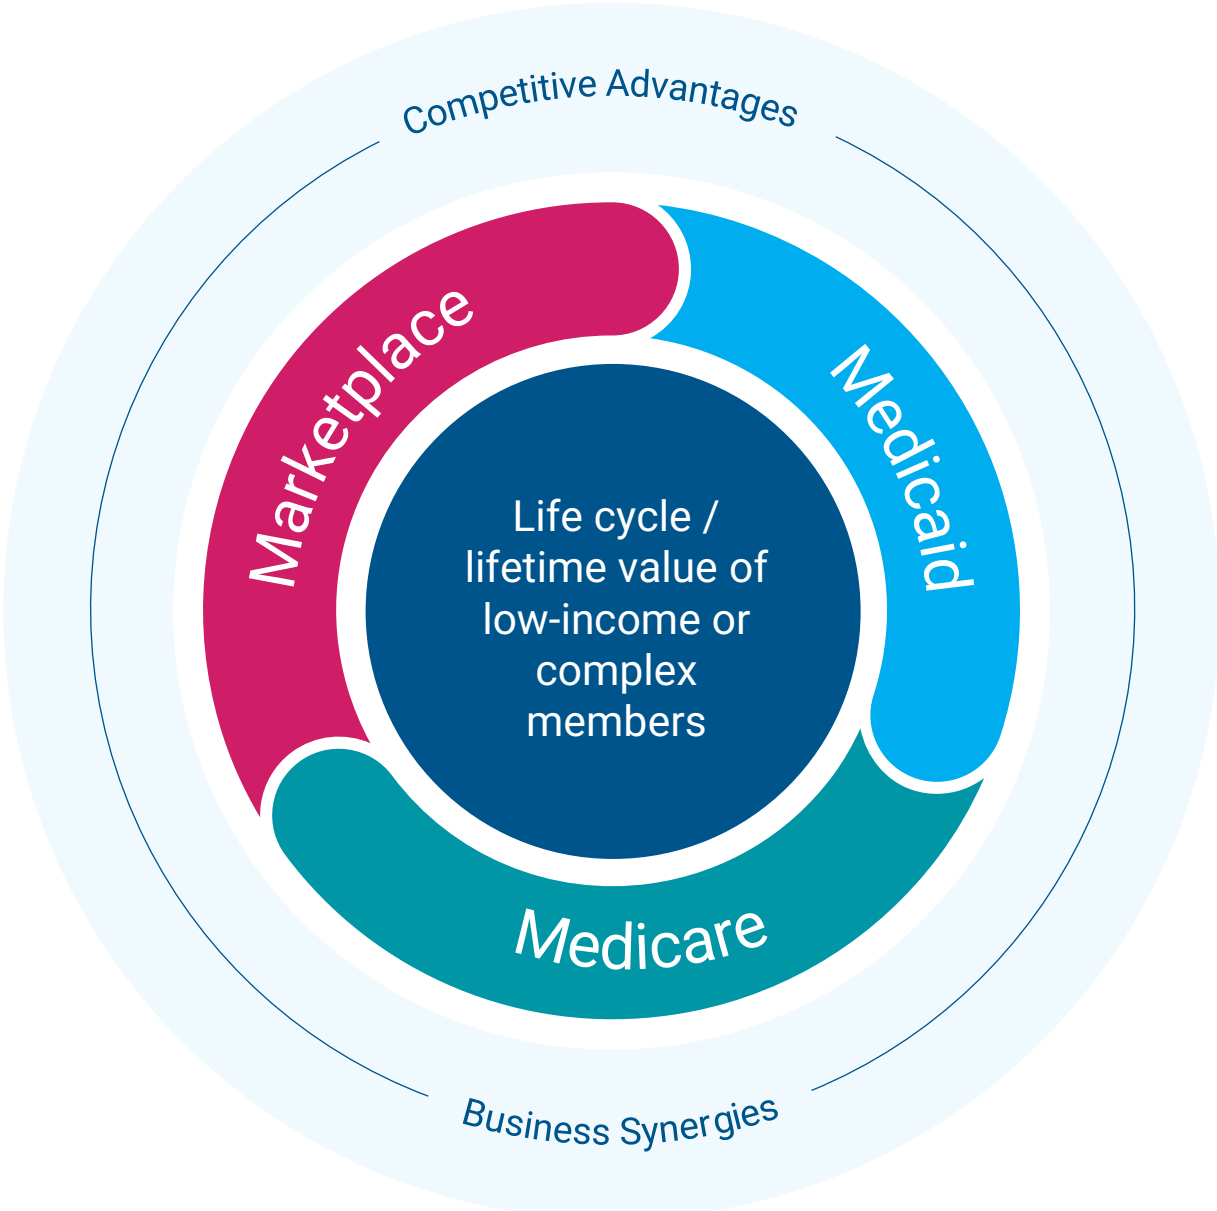 Competitive Advantages
Marketplace
Medicaid
Life cycle /
lifetime value of
low-income or
complex
members
Medicare
Business Synergies